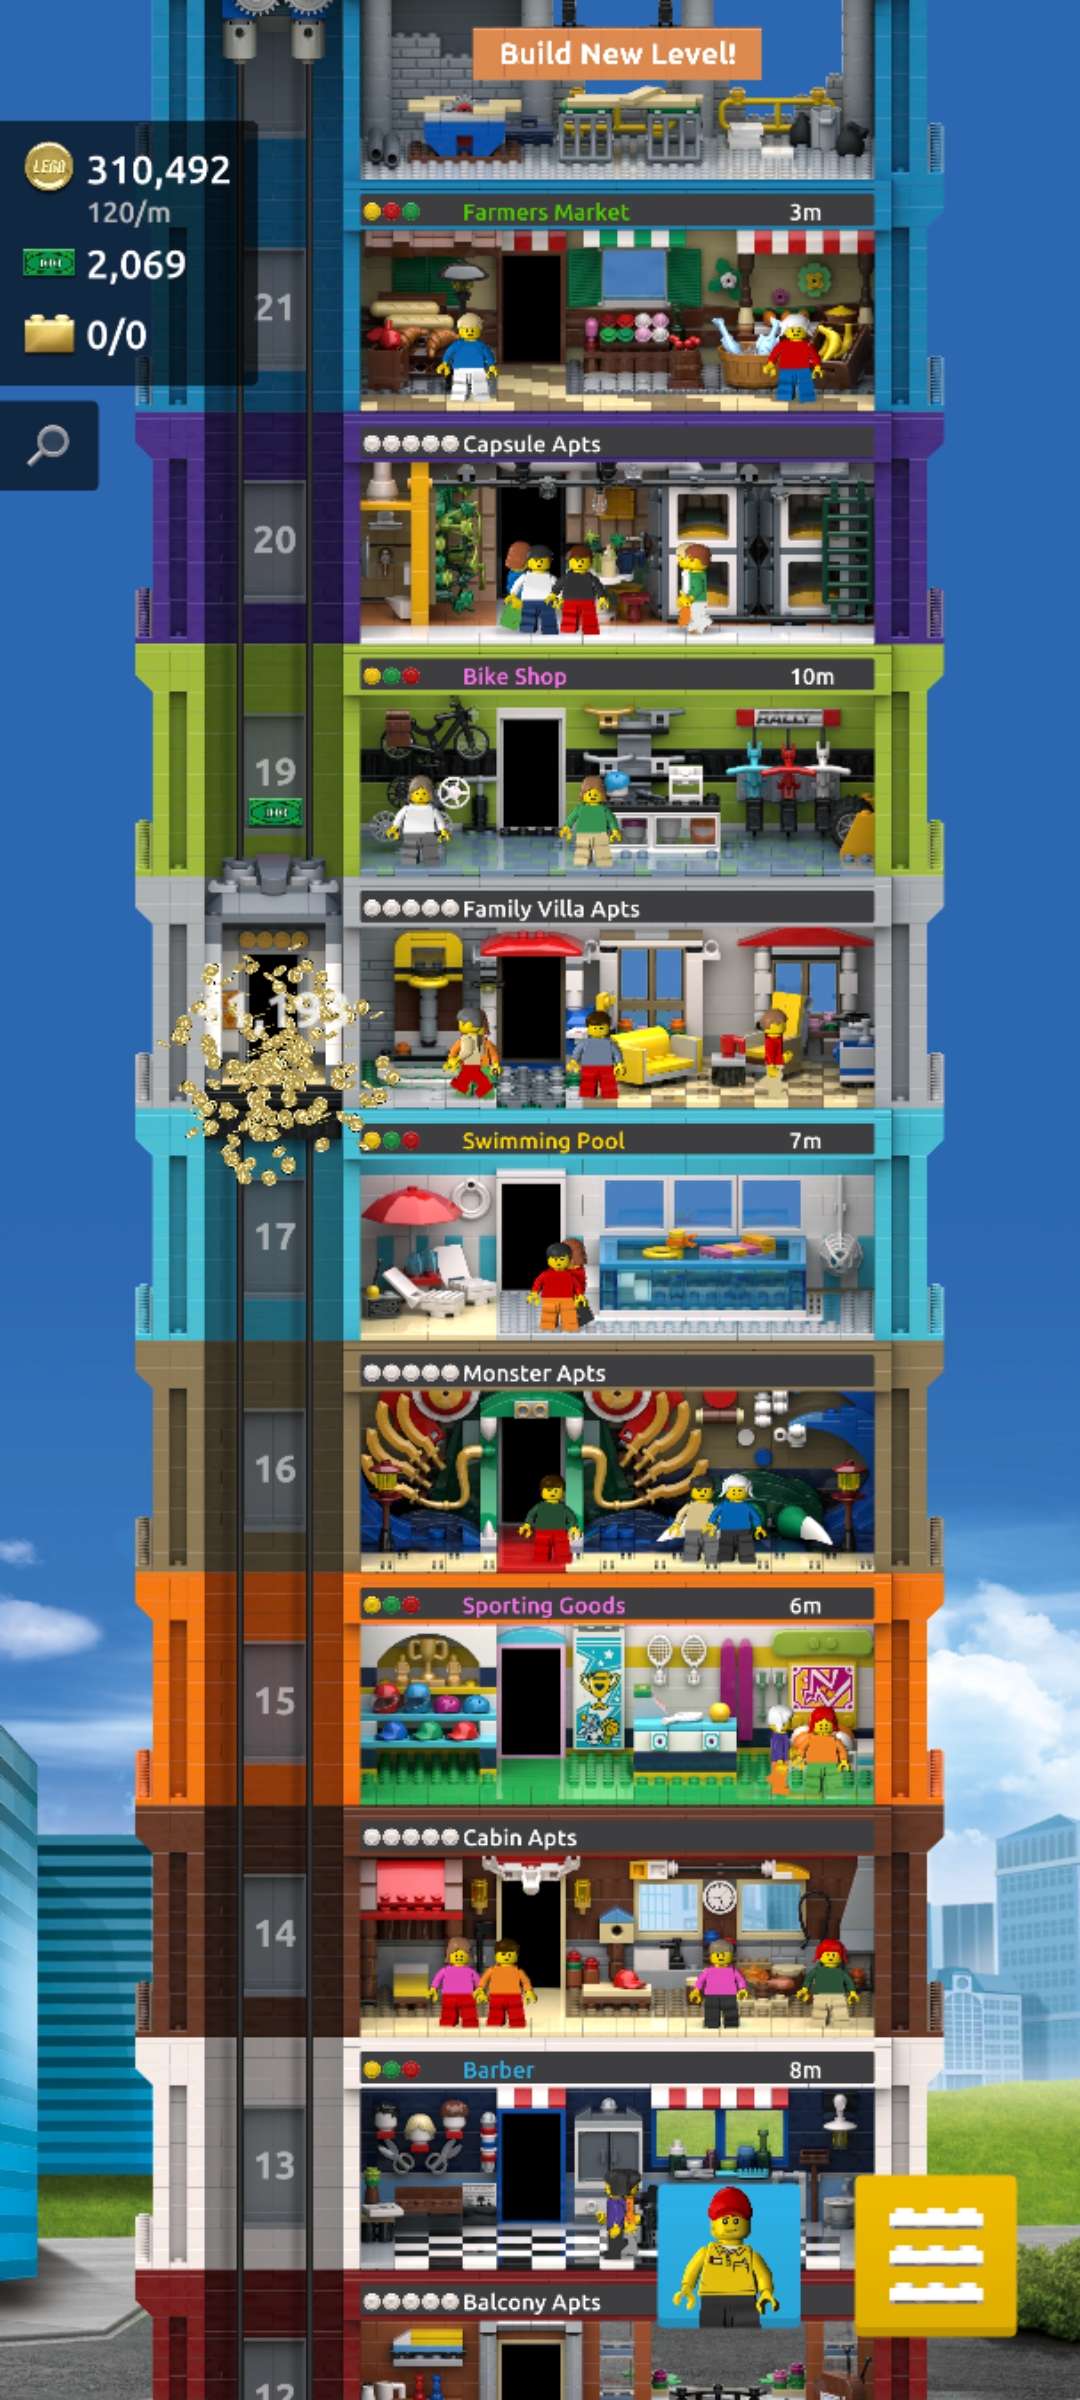 Build New Level!
LEGO 310,492
120/m
2,069
0/0
Farmers Market 3m
21
Capsule Apts
20
Bike Shop 10m
RALLY
19
Family Villa Apts
Swimming Pool 7m
17
Monster Apts
16
Sporting Goods 6m
15
Cabin Apts
14
Barber 8m
13
Balcony Apts
12